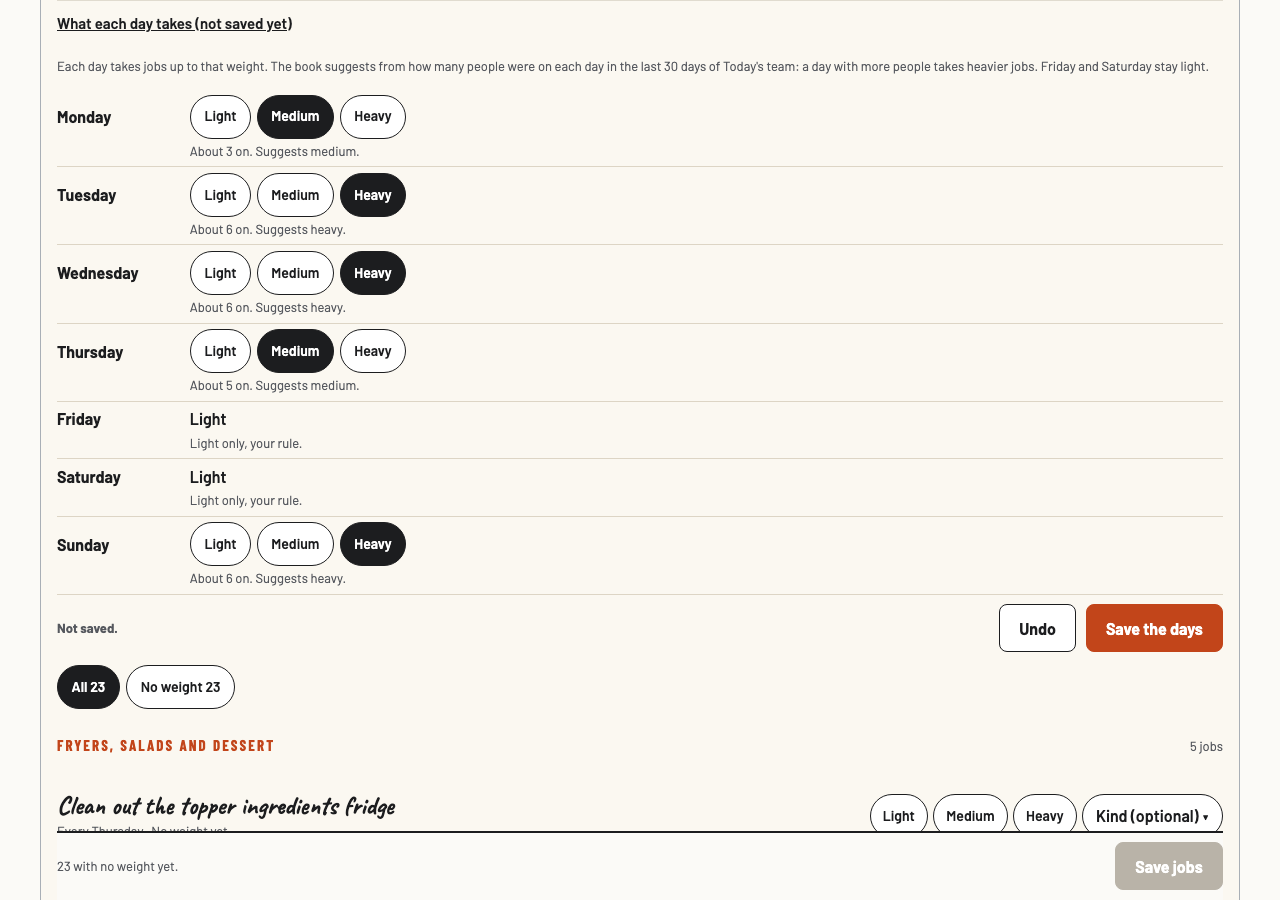 What each day takes (not saved yet)
Each day takes jobs up to that weight. The book suggests from how many people were on each day in the last 30 days of Today's team: a day with more people takes heavier jobs. Friday and Saturday stay light.
Monday
Light Medium Heavy
About 3 on. Suggests medium.
Tuesday
Light Medium Heavy
About 6 on. Suggests heavy.
Wednesday
Light Medium Heavy
About 6 on. Suggests heavy.
Thursday
Light Medium Heavy
About 5 on. Suggests medium.
Friday
Light
Light only, your rule.
Saturday
Light
Light only, your rule.
Sunday
Light Medium Heavy
About 6 on. Suggests heavy.
Not saved.
Undo Save the days
All 23 No weight 23
FRYERS, SALADS AND DESSERT
5 jobs
Clean out the topper ingredients fridge
Light Medium Heavy Kind (optional) ▾
Every Thursday. No weight yet.
23 with no weight yet.
Save jobs